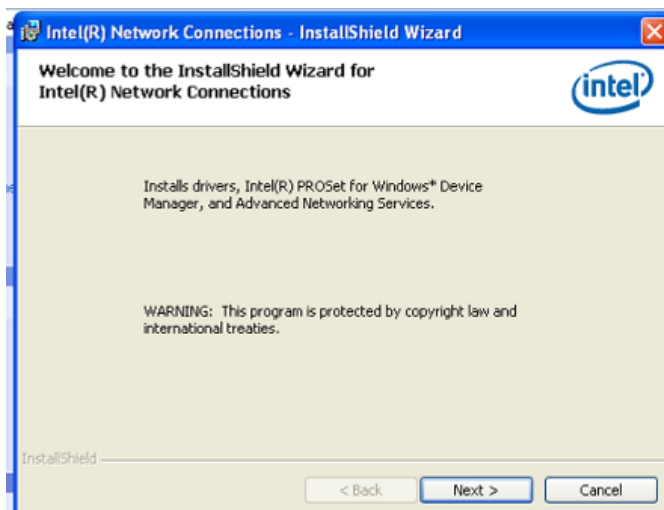 Intel(R) Network Connections - InstallShield Wizard
Welcome to the InstallShield Wizard for
Intel(R) Network Connections
intel
Installs drivers, Intel(R) PROSet for Windows* Device
Manager, and Advanced Networking Services.
WARNING: This program is protected by copyright law and
international treaties.
InstallShield
< Back Next > Cancel